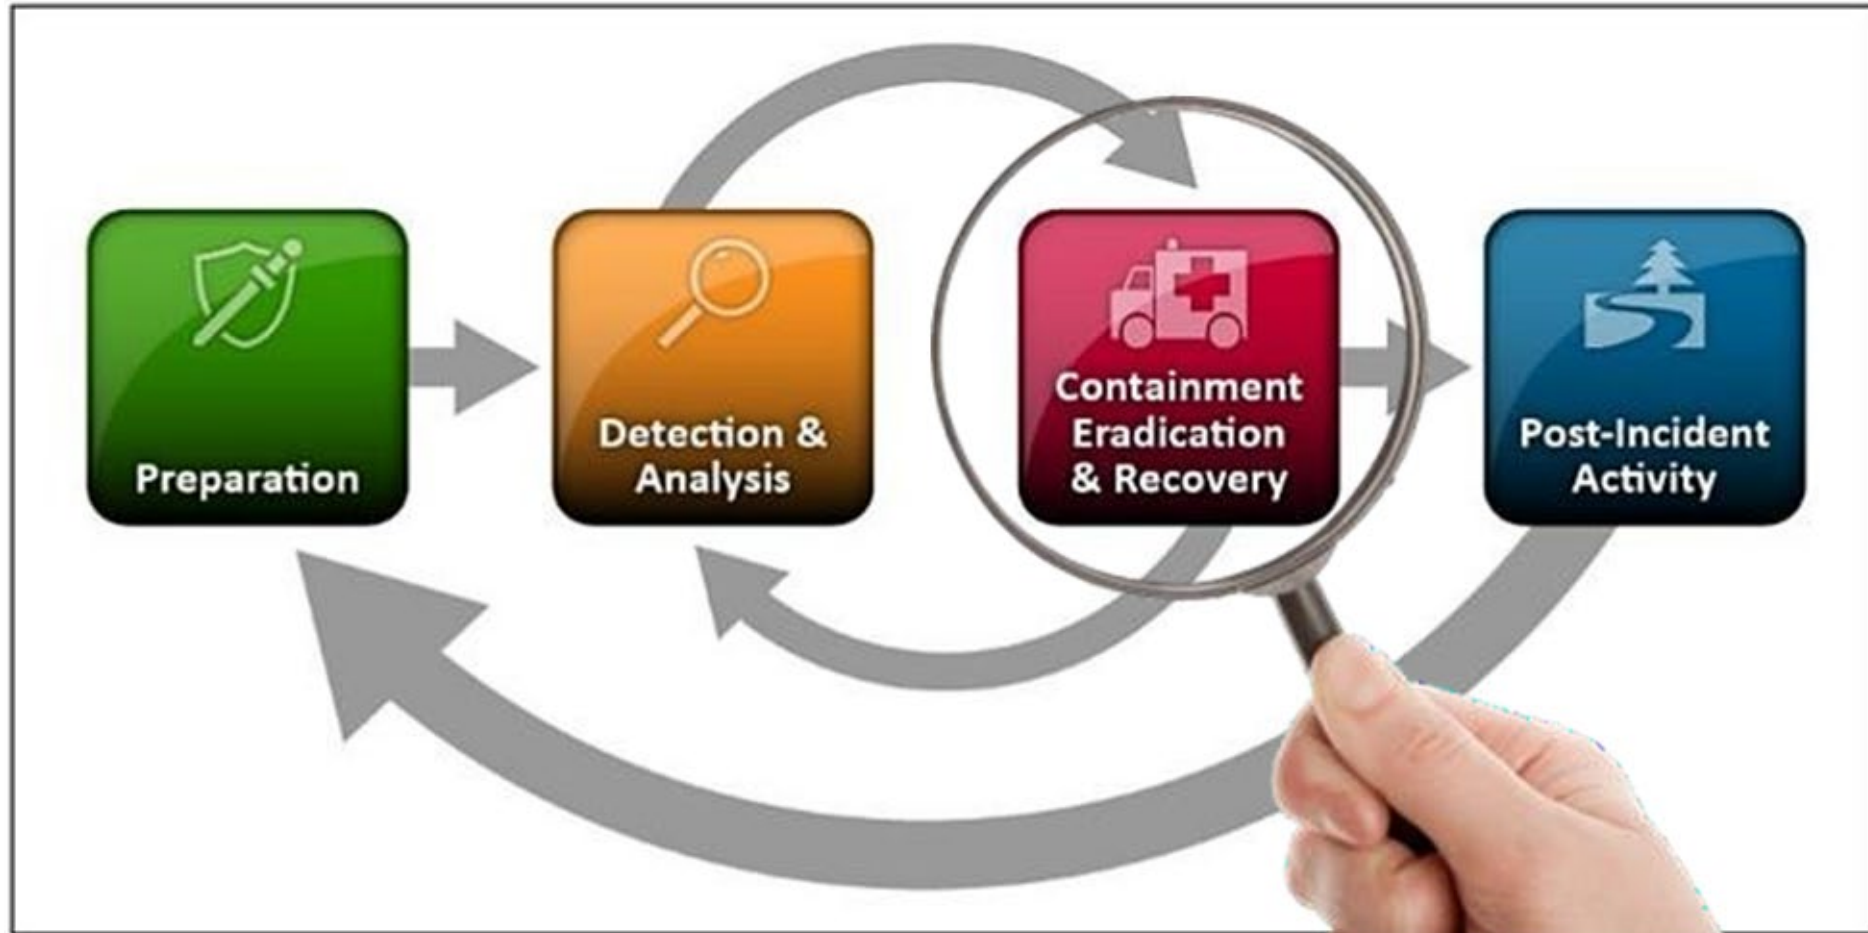 Preparation
Detection &
Analysis
Containment
Eradication
& Recovery
Post-Incident
Activity